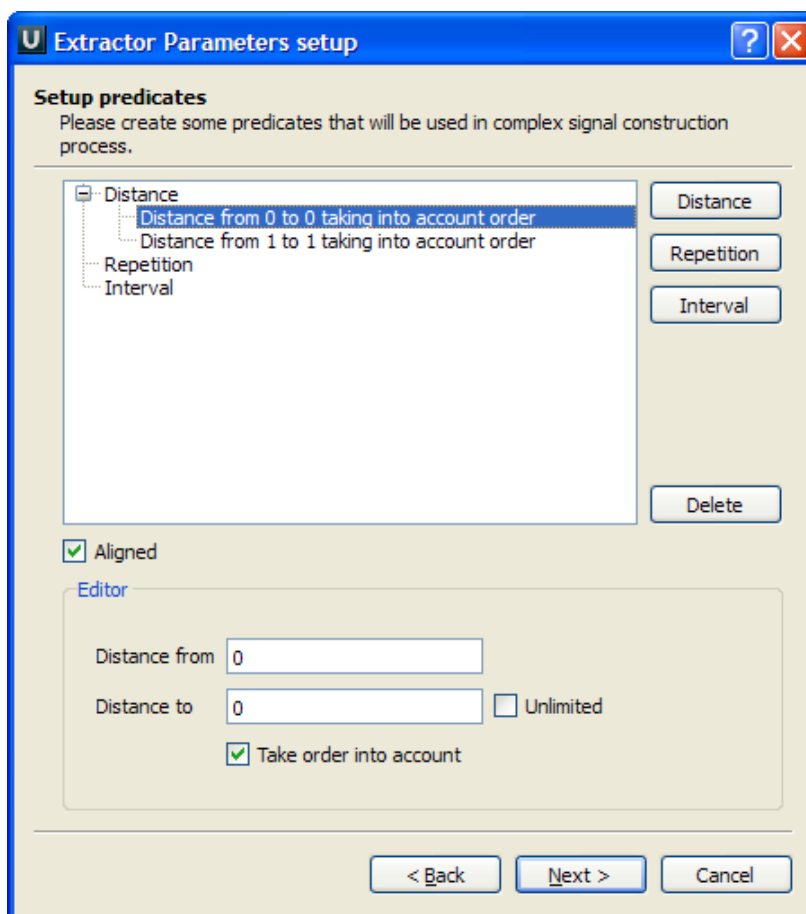 U Extractor Parameters setup ?
Setup predicates
Please create some predicates that will be used in complex signal construction
process.
Distance
Distance from 0 to 0 taking into account order
Distance from 1 to 1 taking into account order
Repetition
Interval
Distance
Repetition
Interval
Delete
Aligned
Editor
Distance from 0
Distance to 0 Unlimited
Take order into account
< Back Next > Cancel